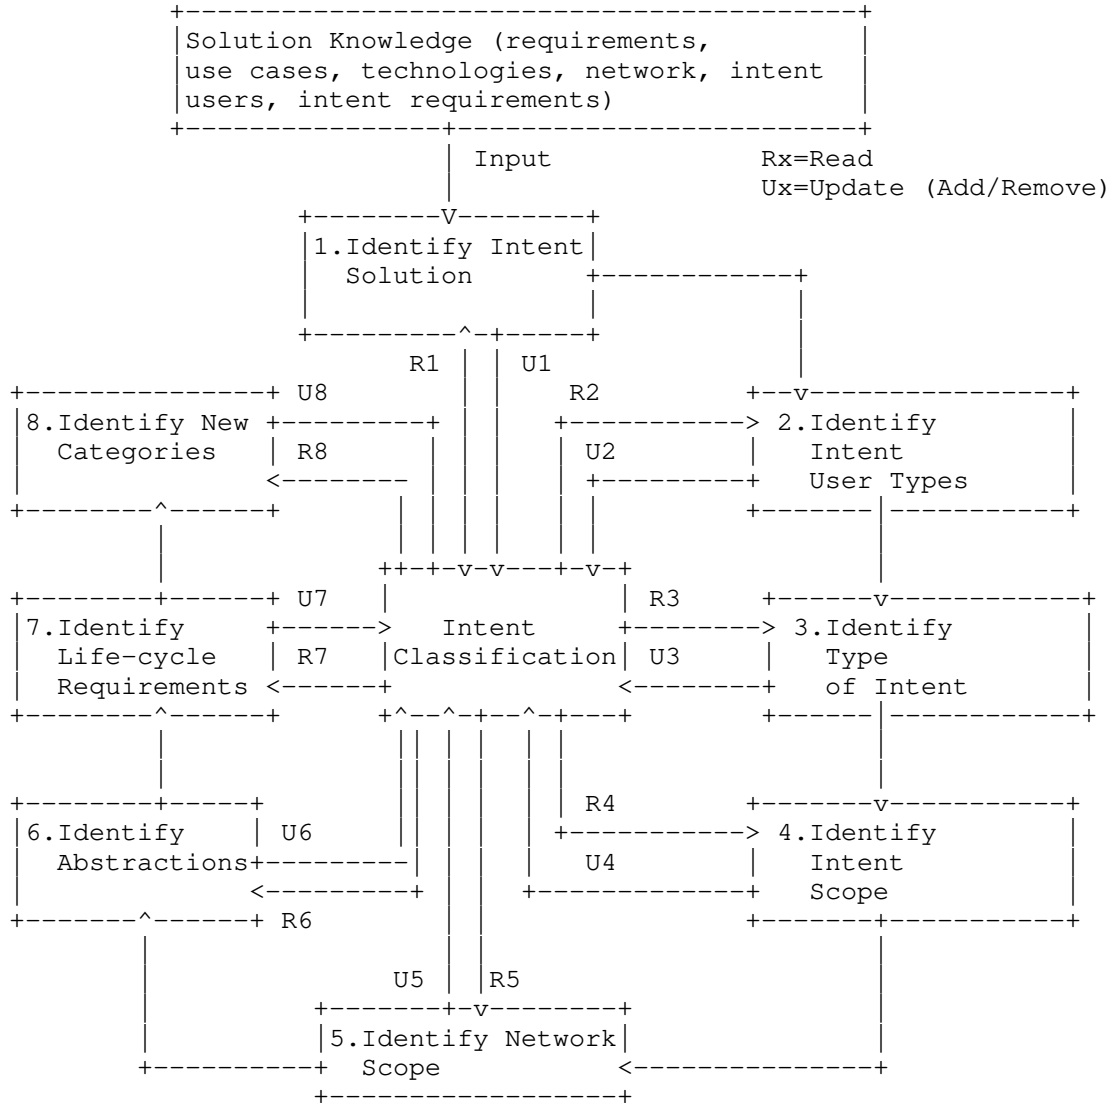 Solution Knowledge (requirements,
use cases, technologies, network, intent
users, intent requirements)
Input
Rx=Read
Ux=Update (Add/Remove)
1.Identify Intent
Solution
R1
U1
R2
U2
2.Identify
Intent
User Types
U8
R8
8.Identify New
Categories
Intent
Classification
R3
U3
3.Identify
Type
of Intent
U7
R7
7.Identify
Life-cycle
Requirements
R4
U4
4.Identify
Intent
Scope
6.Identify
Abstractions
U6
R6
U5
R5
5.Identify Network
Scope